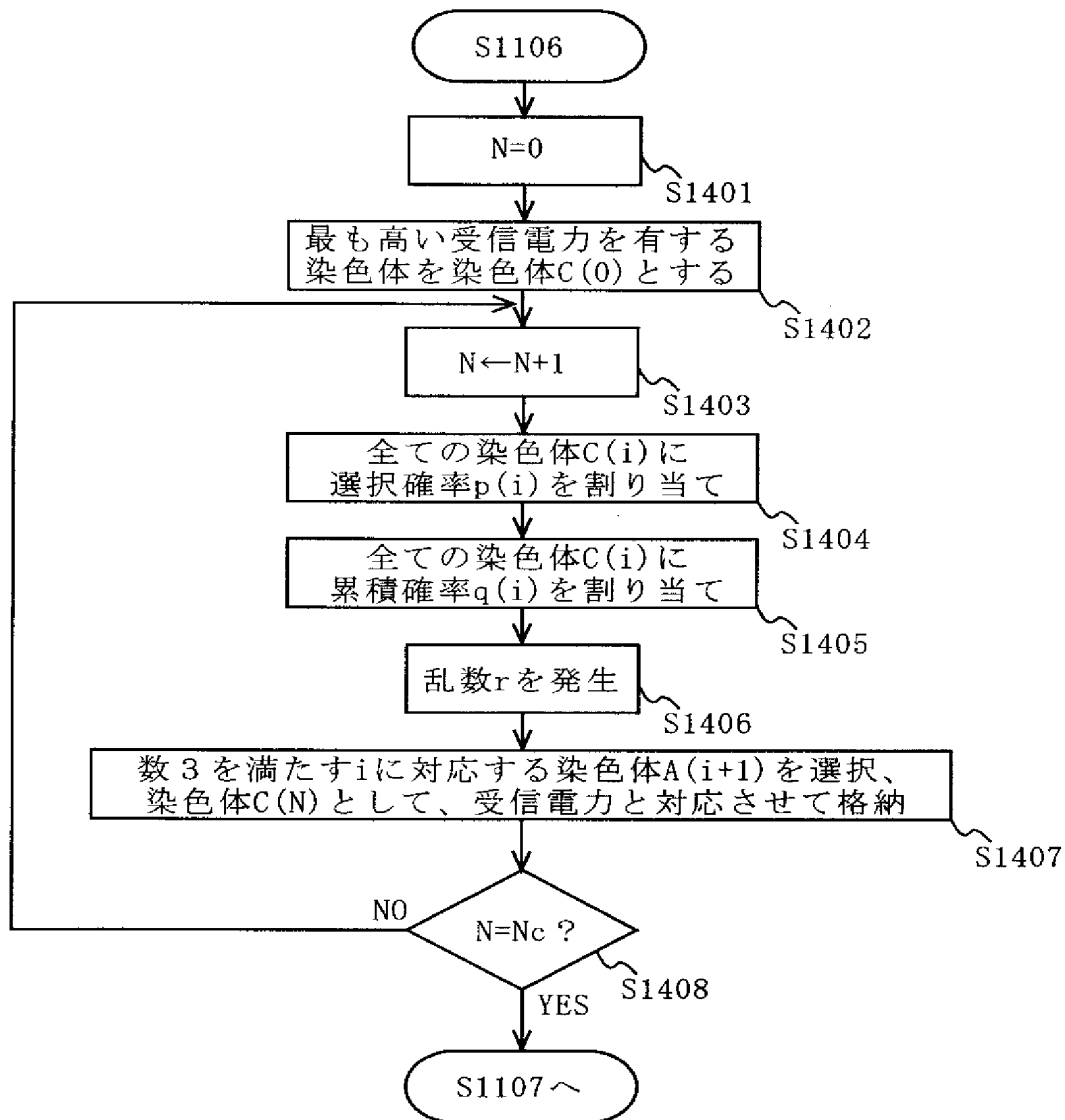 S1106
N=0
S1401
最も高い受信電力を有する
染色体を染色体C(0)とする
S1402
N←N+1
S1403
全ての染色体C(i)に
選択確率p(i)を割り当て
S1404
全ての染色体C(i)に
累積確率q(i)を割り当て
S1405
乱数rを発生
S1406
数３を満たすiに対応する染色体A(i+1)を選択、
染色体C(N)として、受信電力と対応させて格納
S1407
NO
N=Nc？
S1408
YES
S1107へ